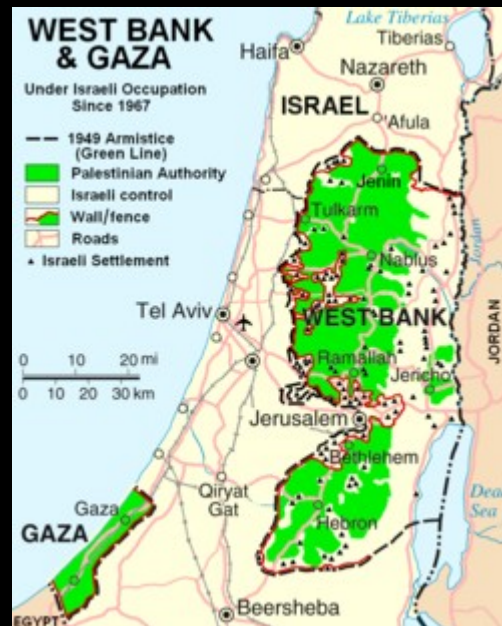 WEST BANK
& GAZA
Under Israeli Occupation
Since 1967
1949 Armistice
(Green Line)
Palestinian Authority
Israeli control
Wall/fence
Roads
Israeli Settlement
Lake Tiberias
Tiberias
Haifa
Nazareth
ISRAEL
'Afula
Jenin
Tulkarm
Nablus
Jordan
Tel Aviv
WEST BANK
JORDAN
0 10 20 mi
0 10 20 30 km
Ramallah
Jericho
Jerusalem
Bethlehem
Qiryat
Gat
Dead
Sea
Gaza
GAZA
Hebron
Beersheba
EGYPT